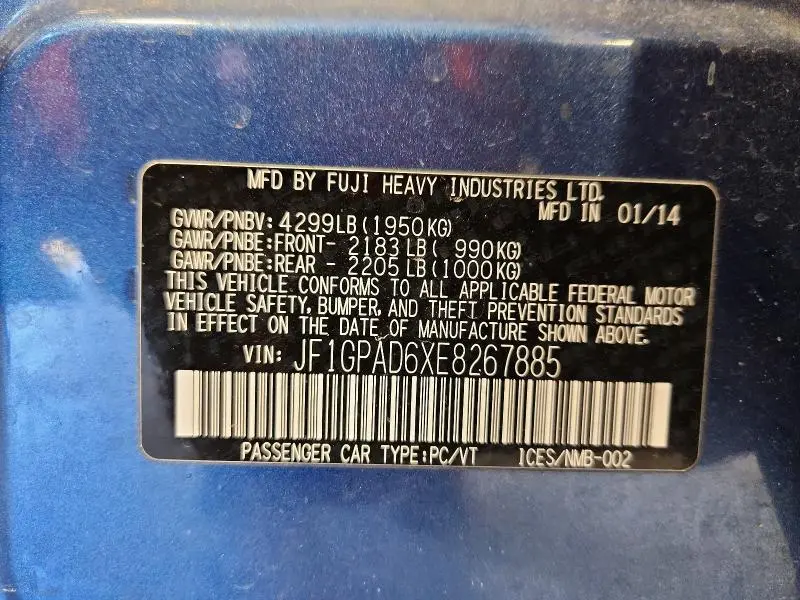 MFD BY FUJI HEAVY INDUSTRIES LTD.
MFD IN 01/14
GVWR/PNBV: 4299LB(1950KG)
GAWR/PNBE:FRONT- 2183LB( 990KG)
GAWR/PNBE:REAR - 2205LB(1000KG)
THIS VEHICLE CONFORMS TO ALL APPLICABLE FEDERAL MOTOR
VEHICLE SAFETY, BUMPER, AND THEFT PREVENTION STANDARDS
IN EFFECT ON THE DATE OF MANUFACTURE SHOWN ABOVE.
VIN: JF1GPAD6XE8267885
PASSENGER CAR TYPE:PC/VT ICES/NMB-002